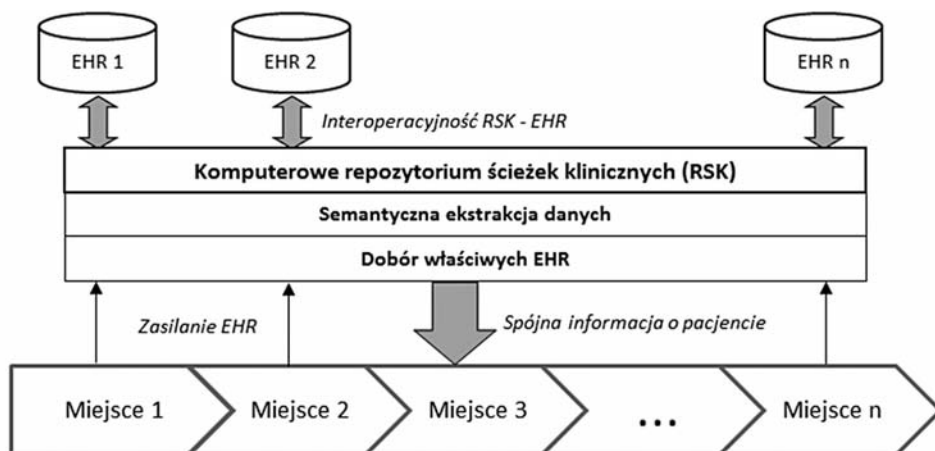 EHR 1
EHR 2
EHR n
Interoperacyjność RSK - EHR
Komputerowe repozytorium ścieżek klinicznych (RSK)
Semantyczna ekstrakcja danych
Dobór właściwych EHR
Zasilanie EHR
Spójna informacja o pacjencie
Miejsce 1
Miejsce 2
Miejsce 3
...
Miejsce n